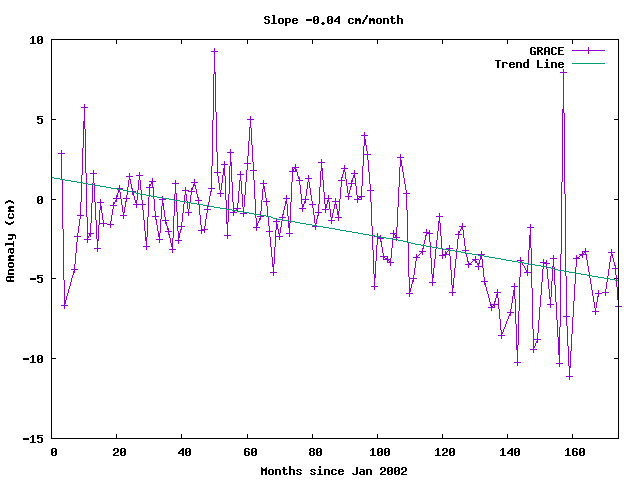 Slope -0.04 cm/month
10
5
0
-5
-10
-15
Anomaly (cm)
GRACE
Trend Line
0 20 40 60 80 100 120 140 160
Months since Jan 2002